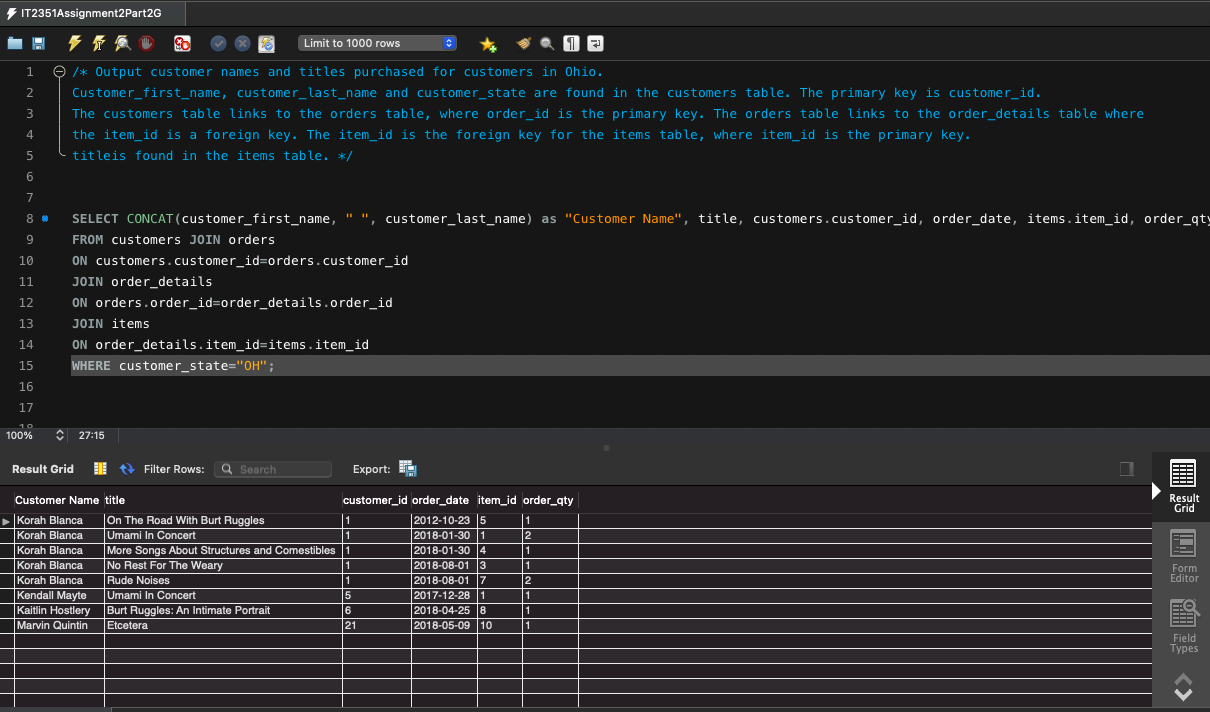 IT2351Assignment2Part2G
Limit to 1000 rows
1 /* Output customer names and titles purchased for customers in Ohio.
2 Customer_first_name, customer_last_name and customer_state are found in the customers table. The primary key is customer_id.
3 The customers table links to the orders table, where order_id is the primary key. The orders table links to the order_details table where
4 the item_id is a foreign key. The item_id is the foreign key for the items table, where item_id is the primary key.
5 titleis found in the items table. */
6
7
8 SELECT CONCAT(customer_first_name, " ", customer_last_name) as "Customer Name", title, customers.customer_id, order_date, items.item_id, order_qty
9 FROM customers JOIN orders
10 ON customers.customer_id=orders.customer_id
11 JOIN order_details
12 ON orders.order_id=order_details.order_id
13 JOIN items
14 ON order_details.item_id=items.item_id
15 WHERE customer_state="OH";
16
17
18
100% 27:15
Result Grid Filter Rows: Search Export:
Customer Name title customer_id order_date item_id order_qty
Korah Blanca On The Road With Burt Ruggles 1 2012-10-23 5 1
Korah Blanca Umami In Concert 1 2018-01-30 1 2
Korah Blanca More Songs About Structures and Comestibles 1 2018-01-30 4 1
Korah Blanca No Rest For The Weary 1 2018-08-01 3 1
Korah Blanca Rude Noises 1 2018-08-01 7 2
Kendall Mayte Umami In Concert 5 2017-12-28 1 1
Kaitlin Hostlery Burt Ruggles: An Intimate Portrait 6 2018-04-25 8 1
Marvin Quintin Etcetera 21 2018-05-09 10 1
Result
Grid
Form
Editor
Field
Types